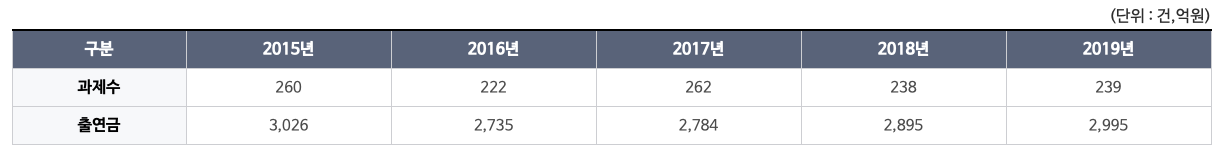 (단위 : 건,억원)
구분 2015년 2016년 2017년 2018년 2019년
과제수 260 222 262 238 239
출연금 3,026 2,735 2,784 2,895 2,995